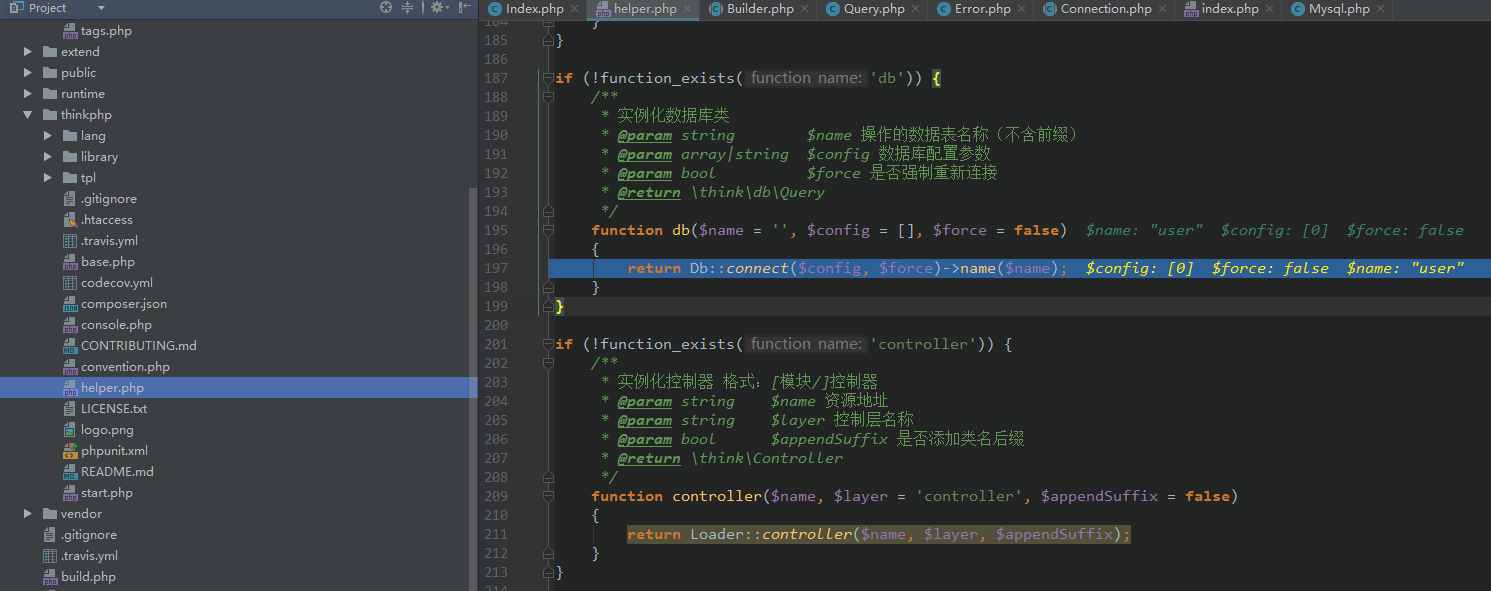 Project
tags.php
extend
public
runtime
thinkphp
lang
library
tpl
.gitignore
.htaccess
.travis.yml
base.php
codecov.yml
composer.json
console.php
CONTRIBUTING.md
convention.php
helper.php
LICENSE.txt
logo.png
phpunit.xml
README.md
start.php
vendor
.gitignore
.travis.yml
build.php
Index.php helper.php Builder.php Query.php Error.php Connection.php index.php Mysql.php
184 }
185 }
186
187 if (!function_exists( function name: 'db')) {
188 /**
189 * 实例化数据库类
190 * @param string $name 操作的数据表名称（不含前缀）
191 * @param array|string $config 数据库配置参数
192 * @param bool $force 是否强制重新连接
193 * @return \think\db\Query
194 */
195 function db($name = '', $config = [], $force = false) $name: "user" $config: [0] $force: false
196 {
197 return Db::connect($config, $force)->name($name); $config: [0] $force: false $name: "user"
198 }
199 }
200
201 if (!function_exists( function name: 'controller')) {
202 /**
203 * 实例化控制器 格式：[模块/]控制器
204 * @param string $name 资源地址
205 * @param string $layer 控制层名称
206 * @param bool $appendSuffix 是否添加类名后缀
207 * @return \think\Controller
208 */
209 function controller($name, $layer = 'controller', $appendSuffix = false)
210 {
211 return Loader::controller($name, $layer, $appendSuffix);
212 }
213 }
214